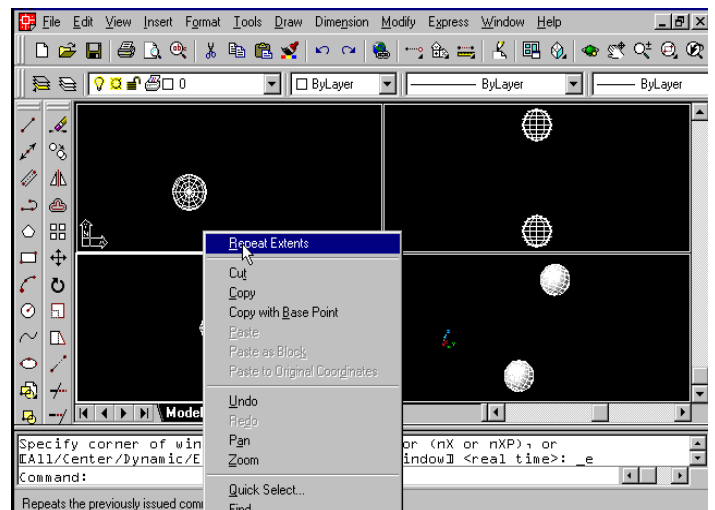 File Edit View Insert Format Tools Draw Dimension Modify Express Window Help
0 ByLayer ByLayer ByLayer
Repeat Extents
Cut
Copy
Copy with Base Point
Paste
Paste as Block
Paste to Original Coordinates
Undo
Redo
Pan
Zoom
Quick Select...
Find
Model
Specify corner of win or (nX or nXP), or
[All/Center/Dynamic/E indow] <real time>: _e
Command:
Repeats the previously issued com